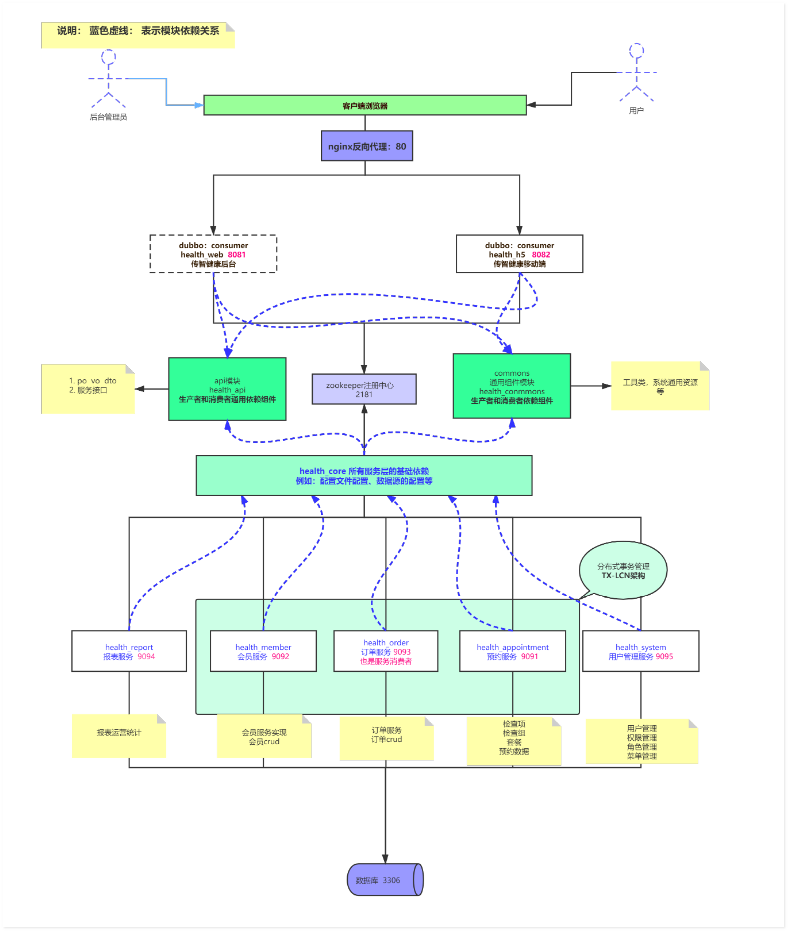 说明： 蓝色虚线： 表示模块依赖关系
后台管理员
用户
客户端浏览器
nginx反向代理：80
dubbo：consumer
health_web 8081
传智健康后台
dubbo：consumer
health_h5 8082
传智健康移动端
1. po vo dto
2. 服务接口
api模块
health_api
生产者和消费者通用依赖组件
zookeeper注册中心
2181
commons
通用组件模块
health_conmmons
生产者和消费者依赖组件
工具类、系统通用资源
等
health_core 所有服务层的基础依赖
例如：配置文件配置、数据源的配置等
分布式事务管理
TX-LCN架构
health_report
报表服务 9094
health_member
会员服务 9092
health_order
订单服务 9093
也是服务消费者
health_appointment
预约服务 9091
health_system
用户管理服务 9095
报表运营统计
会员服务实现
会员crud
订单服务
订单crud
检查项
检查组
套餐
预约数据
用户管理
权限管理
角色管理
菜单管理
数据库 3306